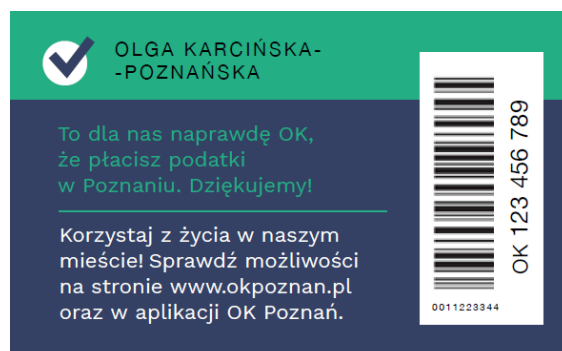 OLGA KARCIŃSKA-
-POZNAŃSKA
To dla nas naprawdę OK,
że płacisz podatki
w Poznaniu. Dziękujemy!
Korzystaj z życia w naszym
mieście! Sprawdź możliwości
na stronie www.okpoznan.pl
oraz w aplikacji OK Poznań.
OK 123 456 789
0011223344